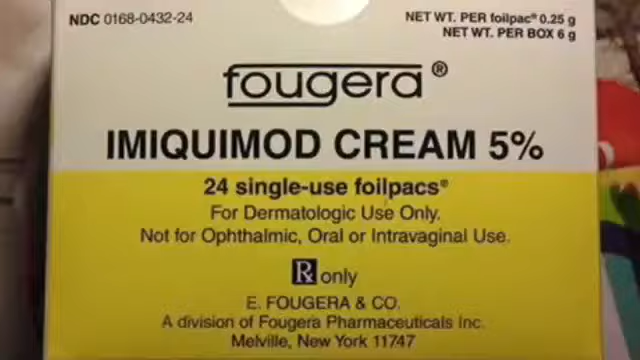 NDC 0168-0432-24
NET WT. PER foilpac® 0.25 g
NET WT. PER BOX 6 g
fougera®
IMIQUIMOD CREAM 5%
24 single-use foilpacs®
For Dermatologic Use Only.
Not for Ophthalmic, Oral or Intravaginal Use.
Rx only
E. FOUGERA & CO.
A division of Fougera Pharmaceuticals Inc.
Melville, New York 11747